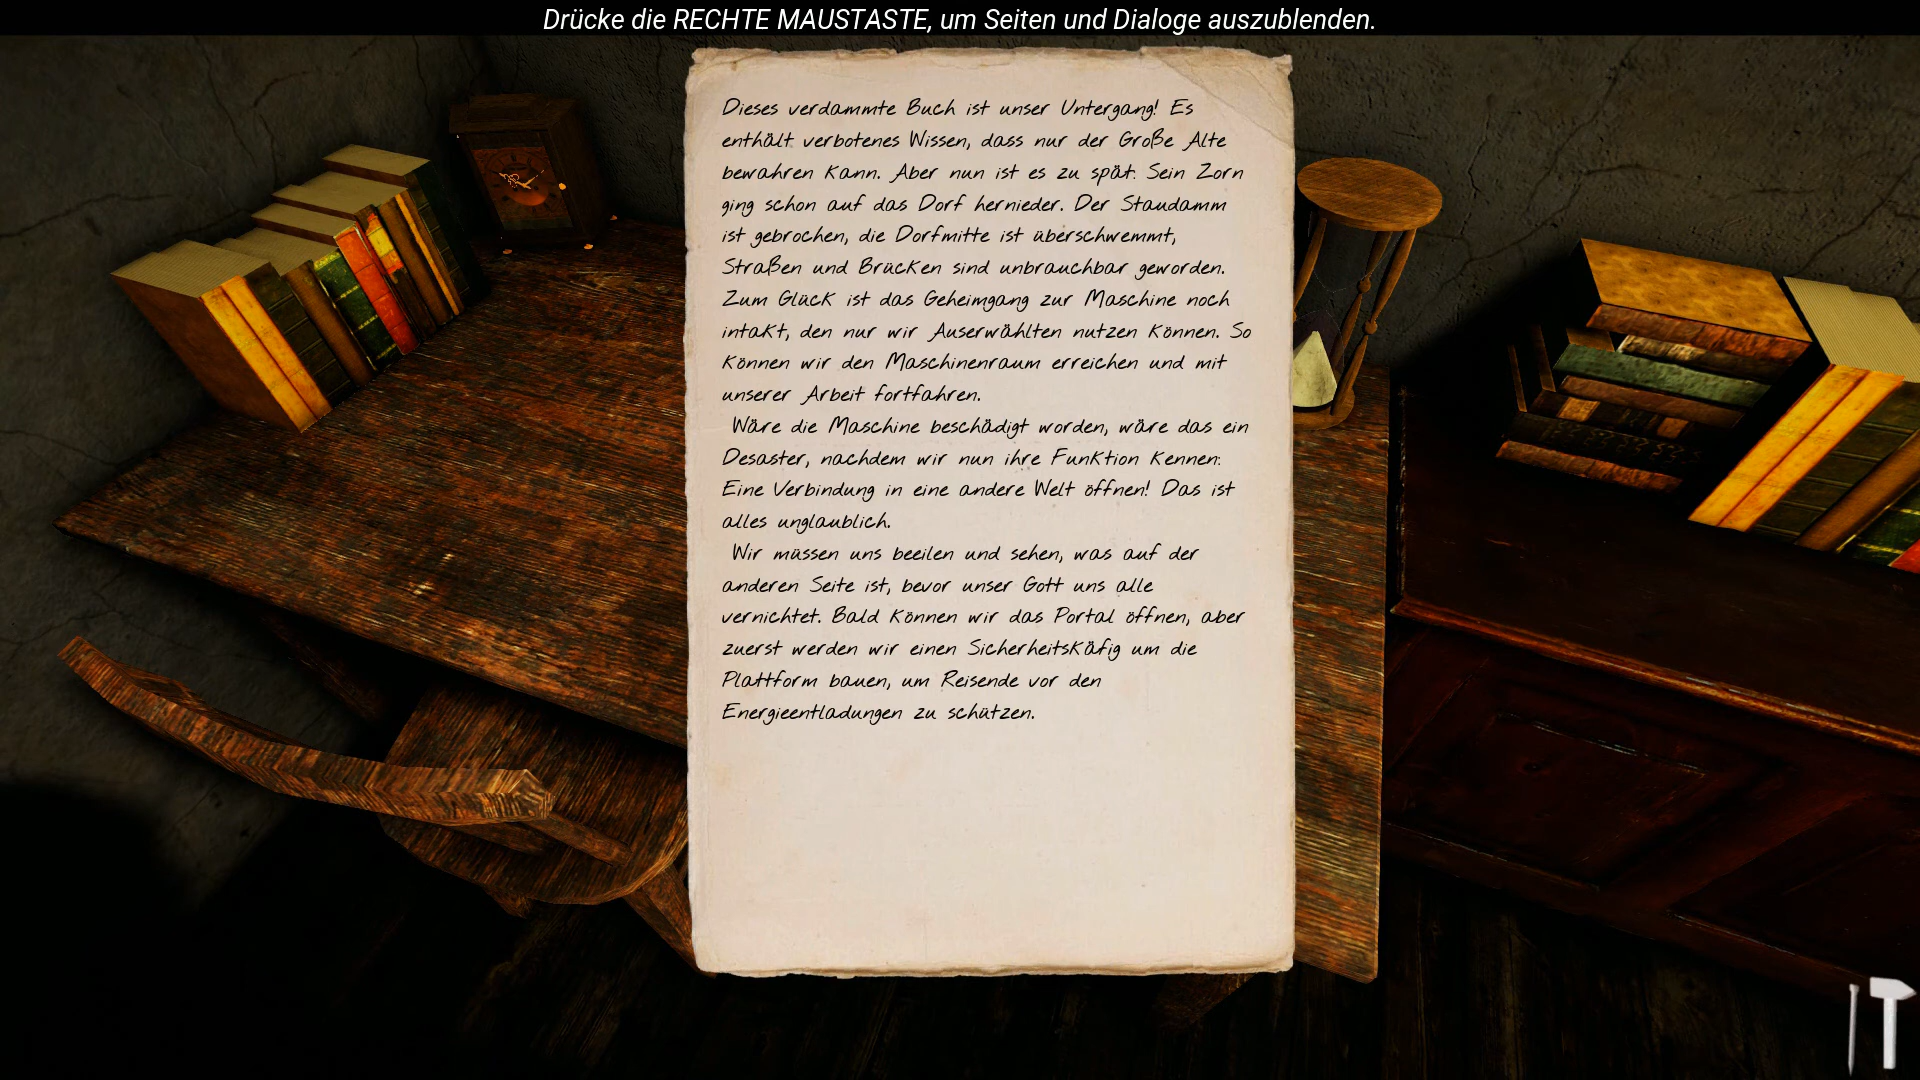 Drücke die RECHTE MAUSTASTE, um Seiten und Dialoge auszublenden.
Dieses verdammte Buch ist unser Untergang! Es
enthält verbotenes Wissen, dass nur der Große Alte
bewahren kann. Aber nun ist es zu spät. Sein Zorn
ging schon auf das Dorf hernieder. Der Staudamm
ist gebrochen, die Dorfmitte ist überschwemmt,
Straßen und Brücken sind unbrauchbar geworden.
Zum Glück ist das Geheimgang zur Maschine noch
intakt, den nur wir Auserwählten nutzen können. So
können wir den Maschinenraum erreichen und mit
unserer Arbeit fortfahren.
Wäre die Maschine beschädigt worden, wäre das ein
Desaster, nachdem wir nun ihre Funktion kennen:
Eine Verbindung in eine andere Welt öffnen! Das ist
alles unglaublich.
Wir müssen uns beeilen und sehen, was auf der
anderen Seite ist, bevor unser Gott uns alle
vernichtet. Bald können wir das Portal öffnen, aber
zuerst werden wir einen Sicherheitskäfig um die
Plattform bauen, um Reisende vor den
Energieentladungen zu schützen.